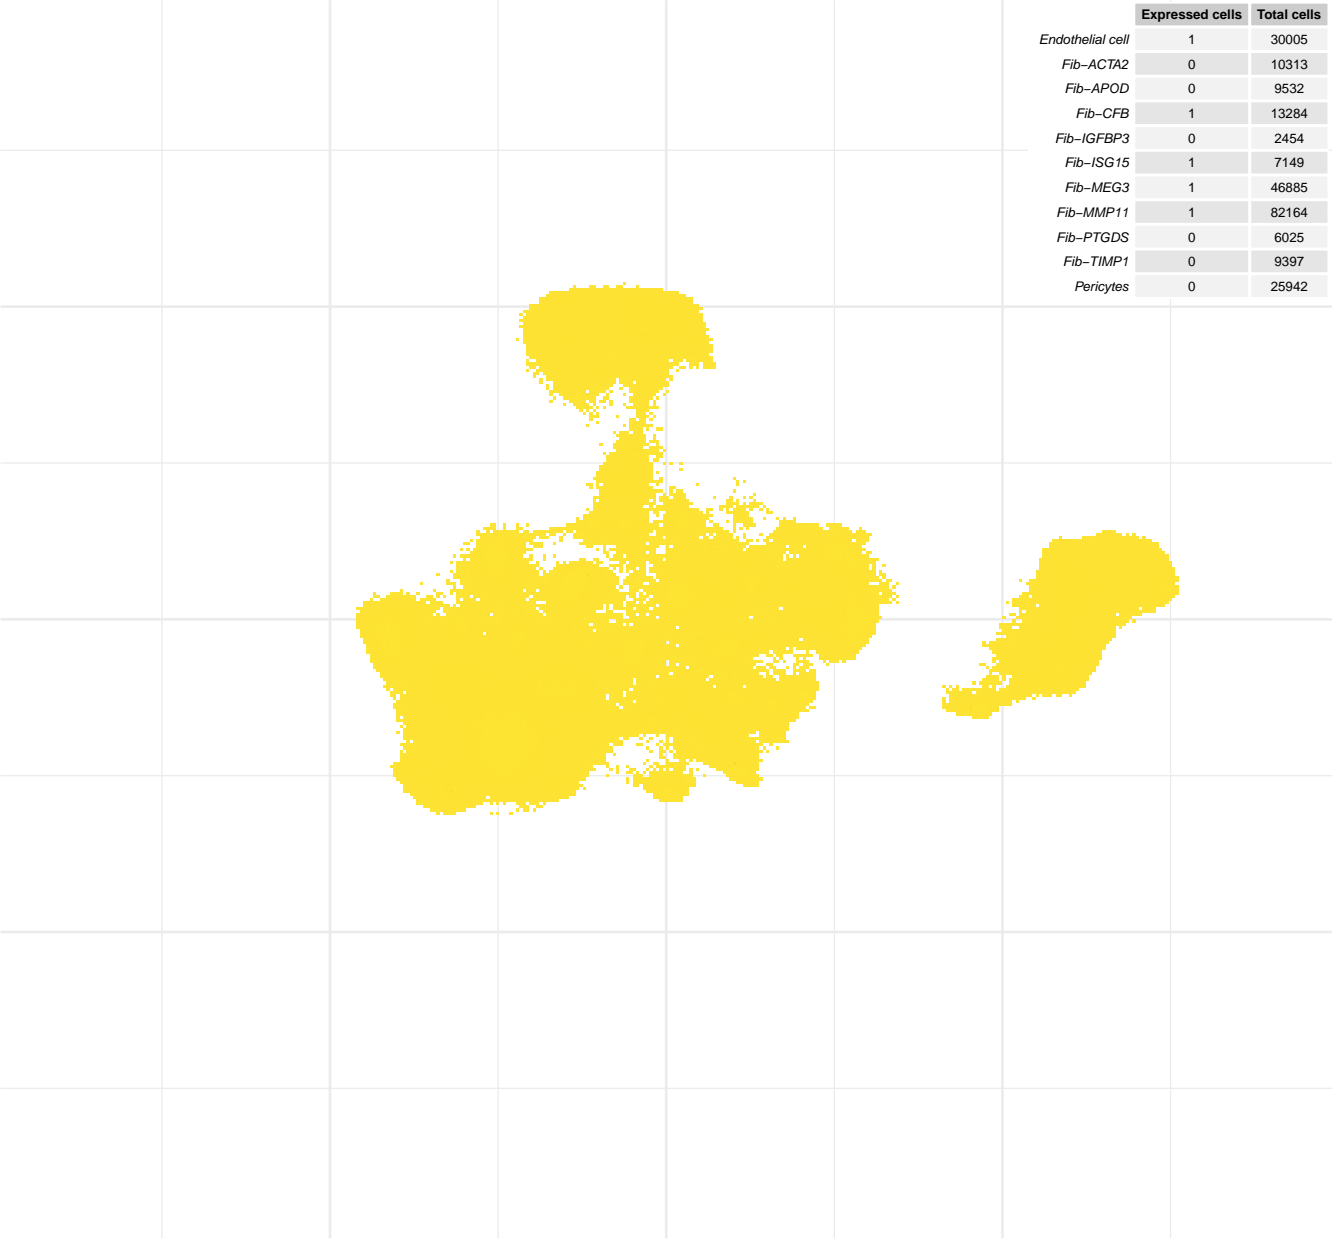 Expressed cells Total cells
Endothelial cell 1 30005
Fib−ACTA2 0 10313
Fib−APOD 0 9532
Fib−CFB 1 13284
Fib−IGFBP3 0 2454
Fib−ISG15 1 7149
Fib−MEG3 1 46885
Fib−MMP11 1 82164
Fib−PTGDS 0 6025
Fib−TIMP1 0 9397
Pericytes 0 25942